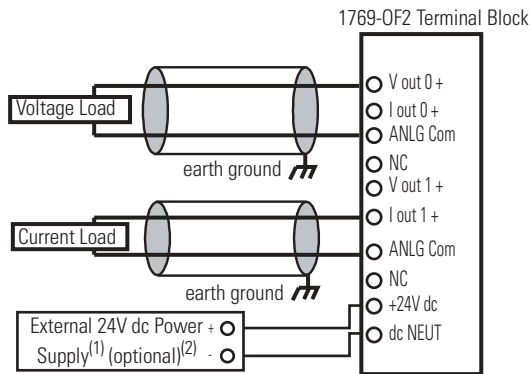 1769-OF2 Terminal Block
V out 0 +
Voltage Load
I out 0 +
ANLG Com
earth ground
NC
V out 1 +
I out 1 +
Current Load
ANLG Com
NC
earth ground
+24V dc
External 24V dc Power +
dc NEUT
Supply(1) (optional)(2) -